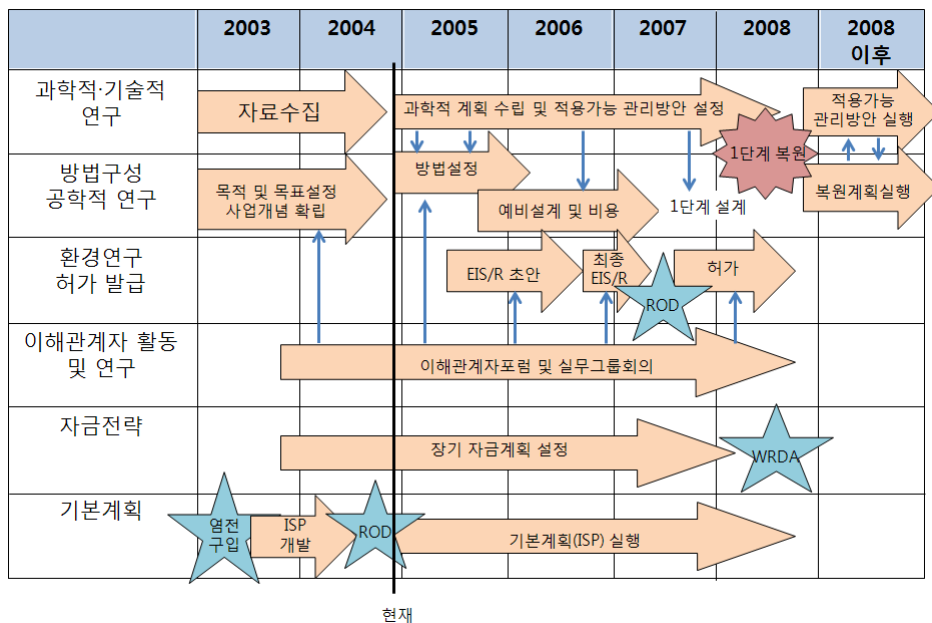 2003 2004 2005 2006 2007 2008 2008
이후
과학적·기술적
연구
자료수집
과학적 계획 수립 및 적용가능 관리방안 설정
적용가능
관리방안 실행
1단계 복원
방법구성
공학적 연구
목적 및 목표설정
사업개념 확립
방법설정
예비설계 및 비용
1단계 설계
복원계획실행
환경연구
허가 발급
EIS/R 초안
최종
EIS/R
ROD
허가
이해관계자 활동
및 연구
이해관계자포럼 및 실무그룹회의
자금전략
장기 자금계획 설정
WRDA
기본계획
염전
구입
ISP
개발
ROD
기본계획(ISP) 실행
현재